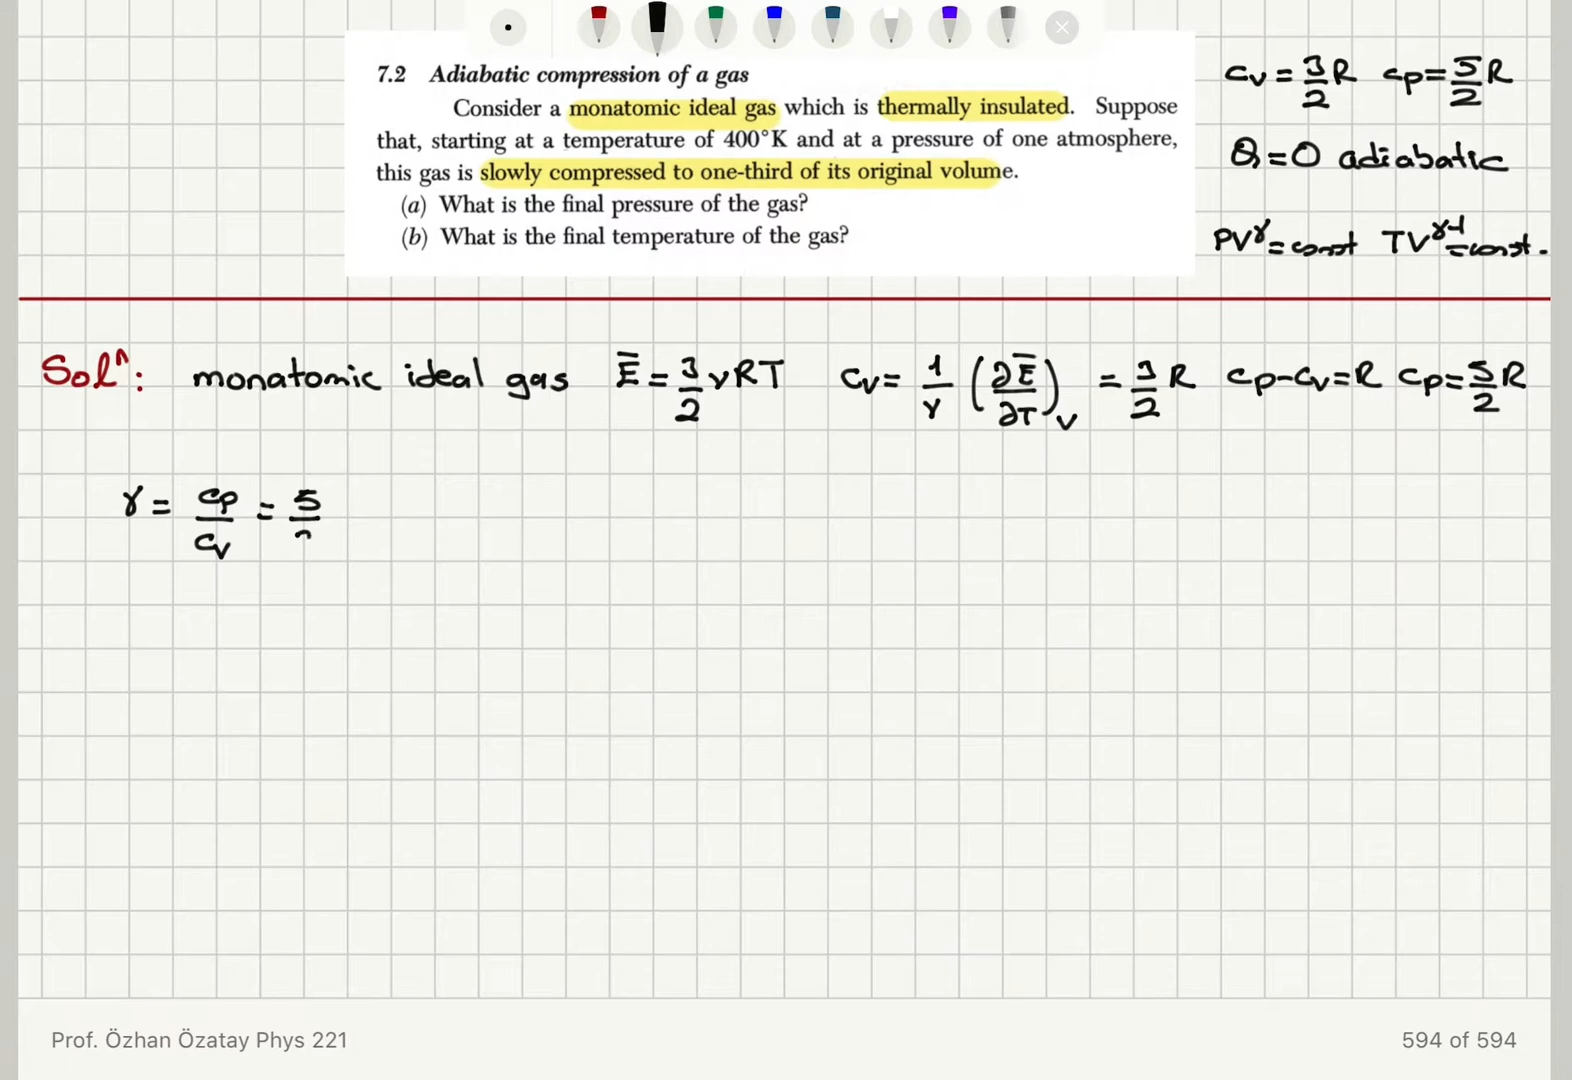 7.2 Adiabatic compression of a gas
Consider a monatomic ideal gas which is thermally insulated. Suppose
that, starting at a temperature of 400°K and at a pressure of one atmosphere,
this gas is slowly compressed to one-third of its original volume.
(a) What is the final pressure of the gas?
(b) What is the final temperature of the gas?
cv = 3/2 R cp = 5/2 R
Q = 0 adiabatic
PV^γ = const TV^γ-1 = const.
Solⁿ: monatomic ideal gas E̅ = 3/2 νRT cv = 1/ν (∂E̅/∂T)v = 3/2 R cp-cv=R cp = 5/2 R
γ = cp/cv = 5/
Prof. Özhan Özatay Phys 221
594 of 594